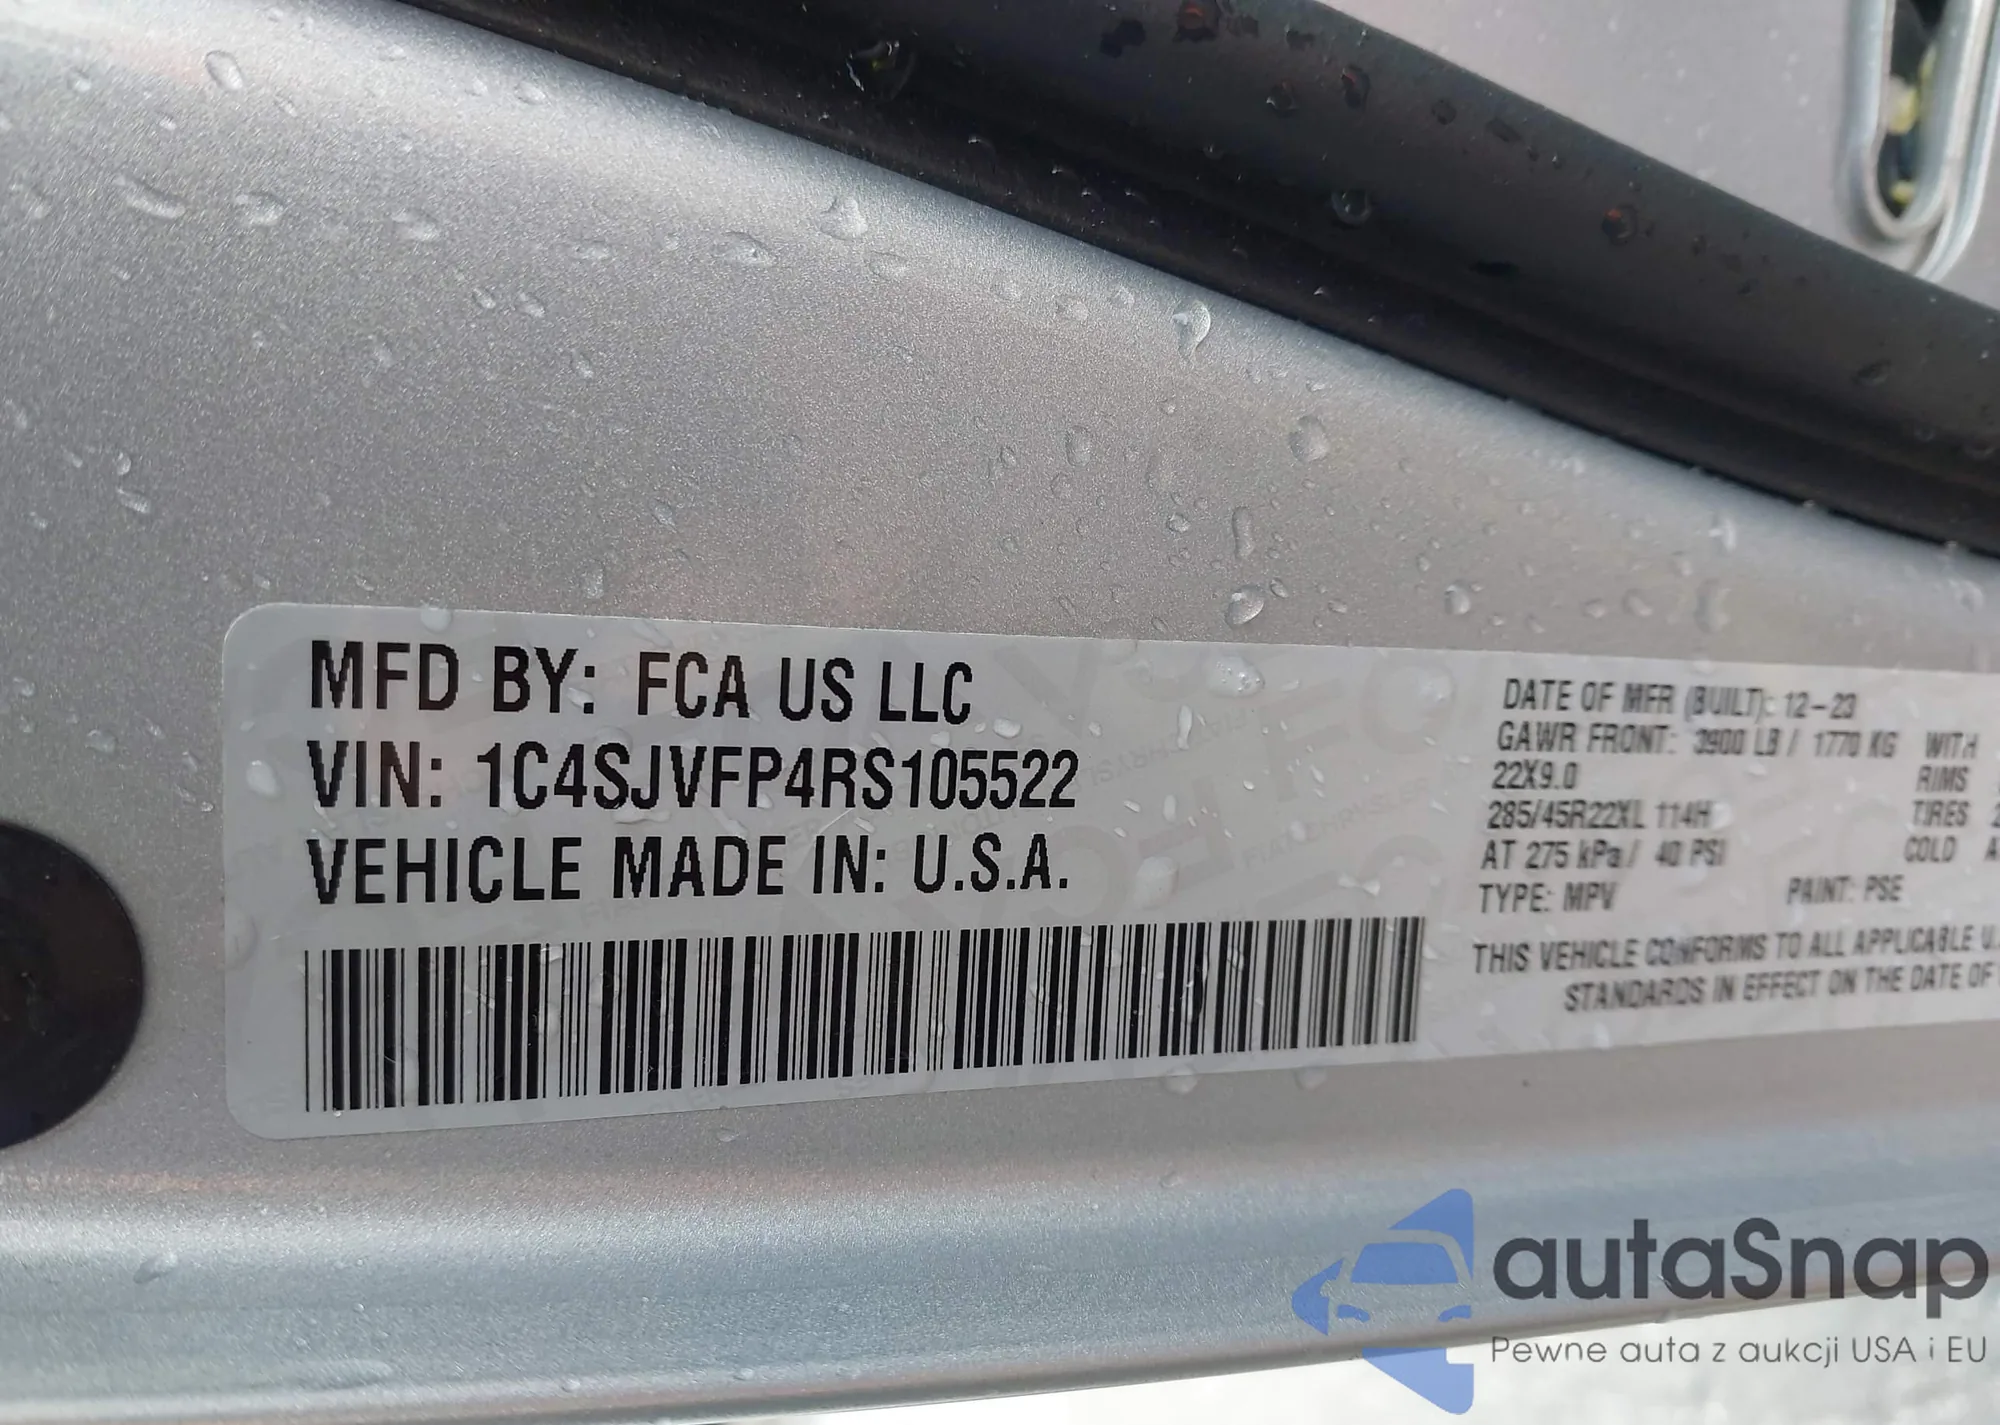 MFD BY: FCA US LLC
VIN: 1C4SJVFP4RS105522
VEHICLE MADE IN: U.S.A.
DATE OF MFR (BUILT): 12-23
GAWR FRONT: 3900 LB / 1770 KG WITH
22X9.0 RIMS
285/45R22XL 114H TIRES
AT 275 kPa / 40 PSI COLD
TYPE: MPV PAINT: PSE
THIS VEHICLE CONFORMS TO ALL APPLICABLE U.
STANDARDS IN EFFECT ON THE DATE OF
autaSnap
Pewne auta z aukcji USA i EU